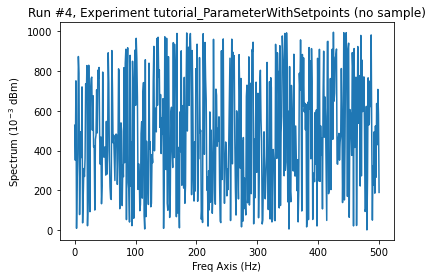 Run #4, Experiment tutorial_ParameterWithSetpoints (no sample)
1000
800
600
400
200
0
Spectrum (10⁻³ dBm)
0 100 200 300 400 500
Freq Axis (Hz)